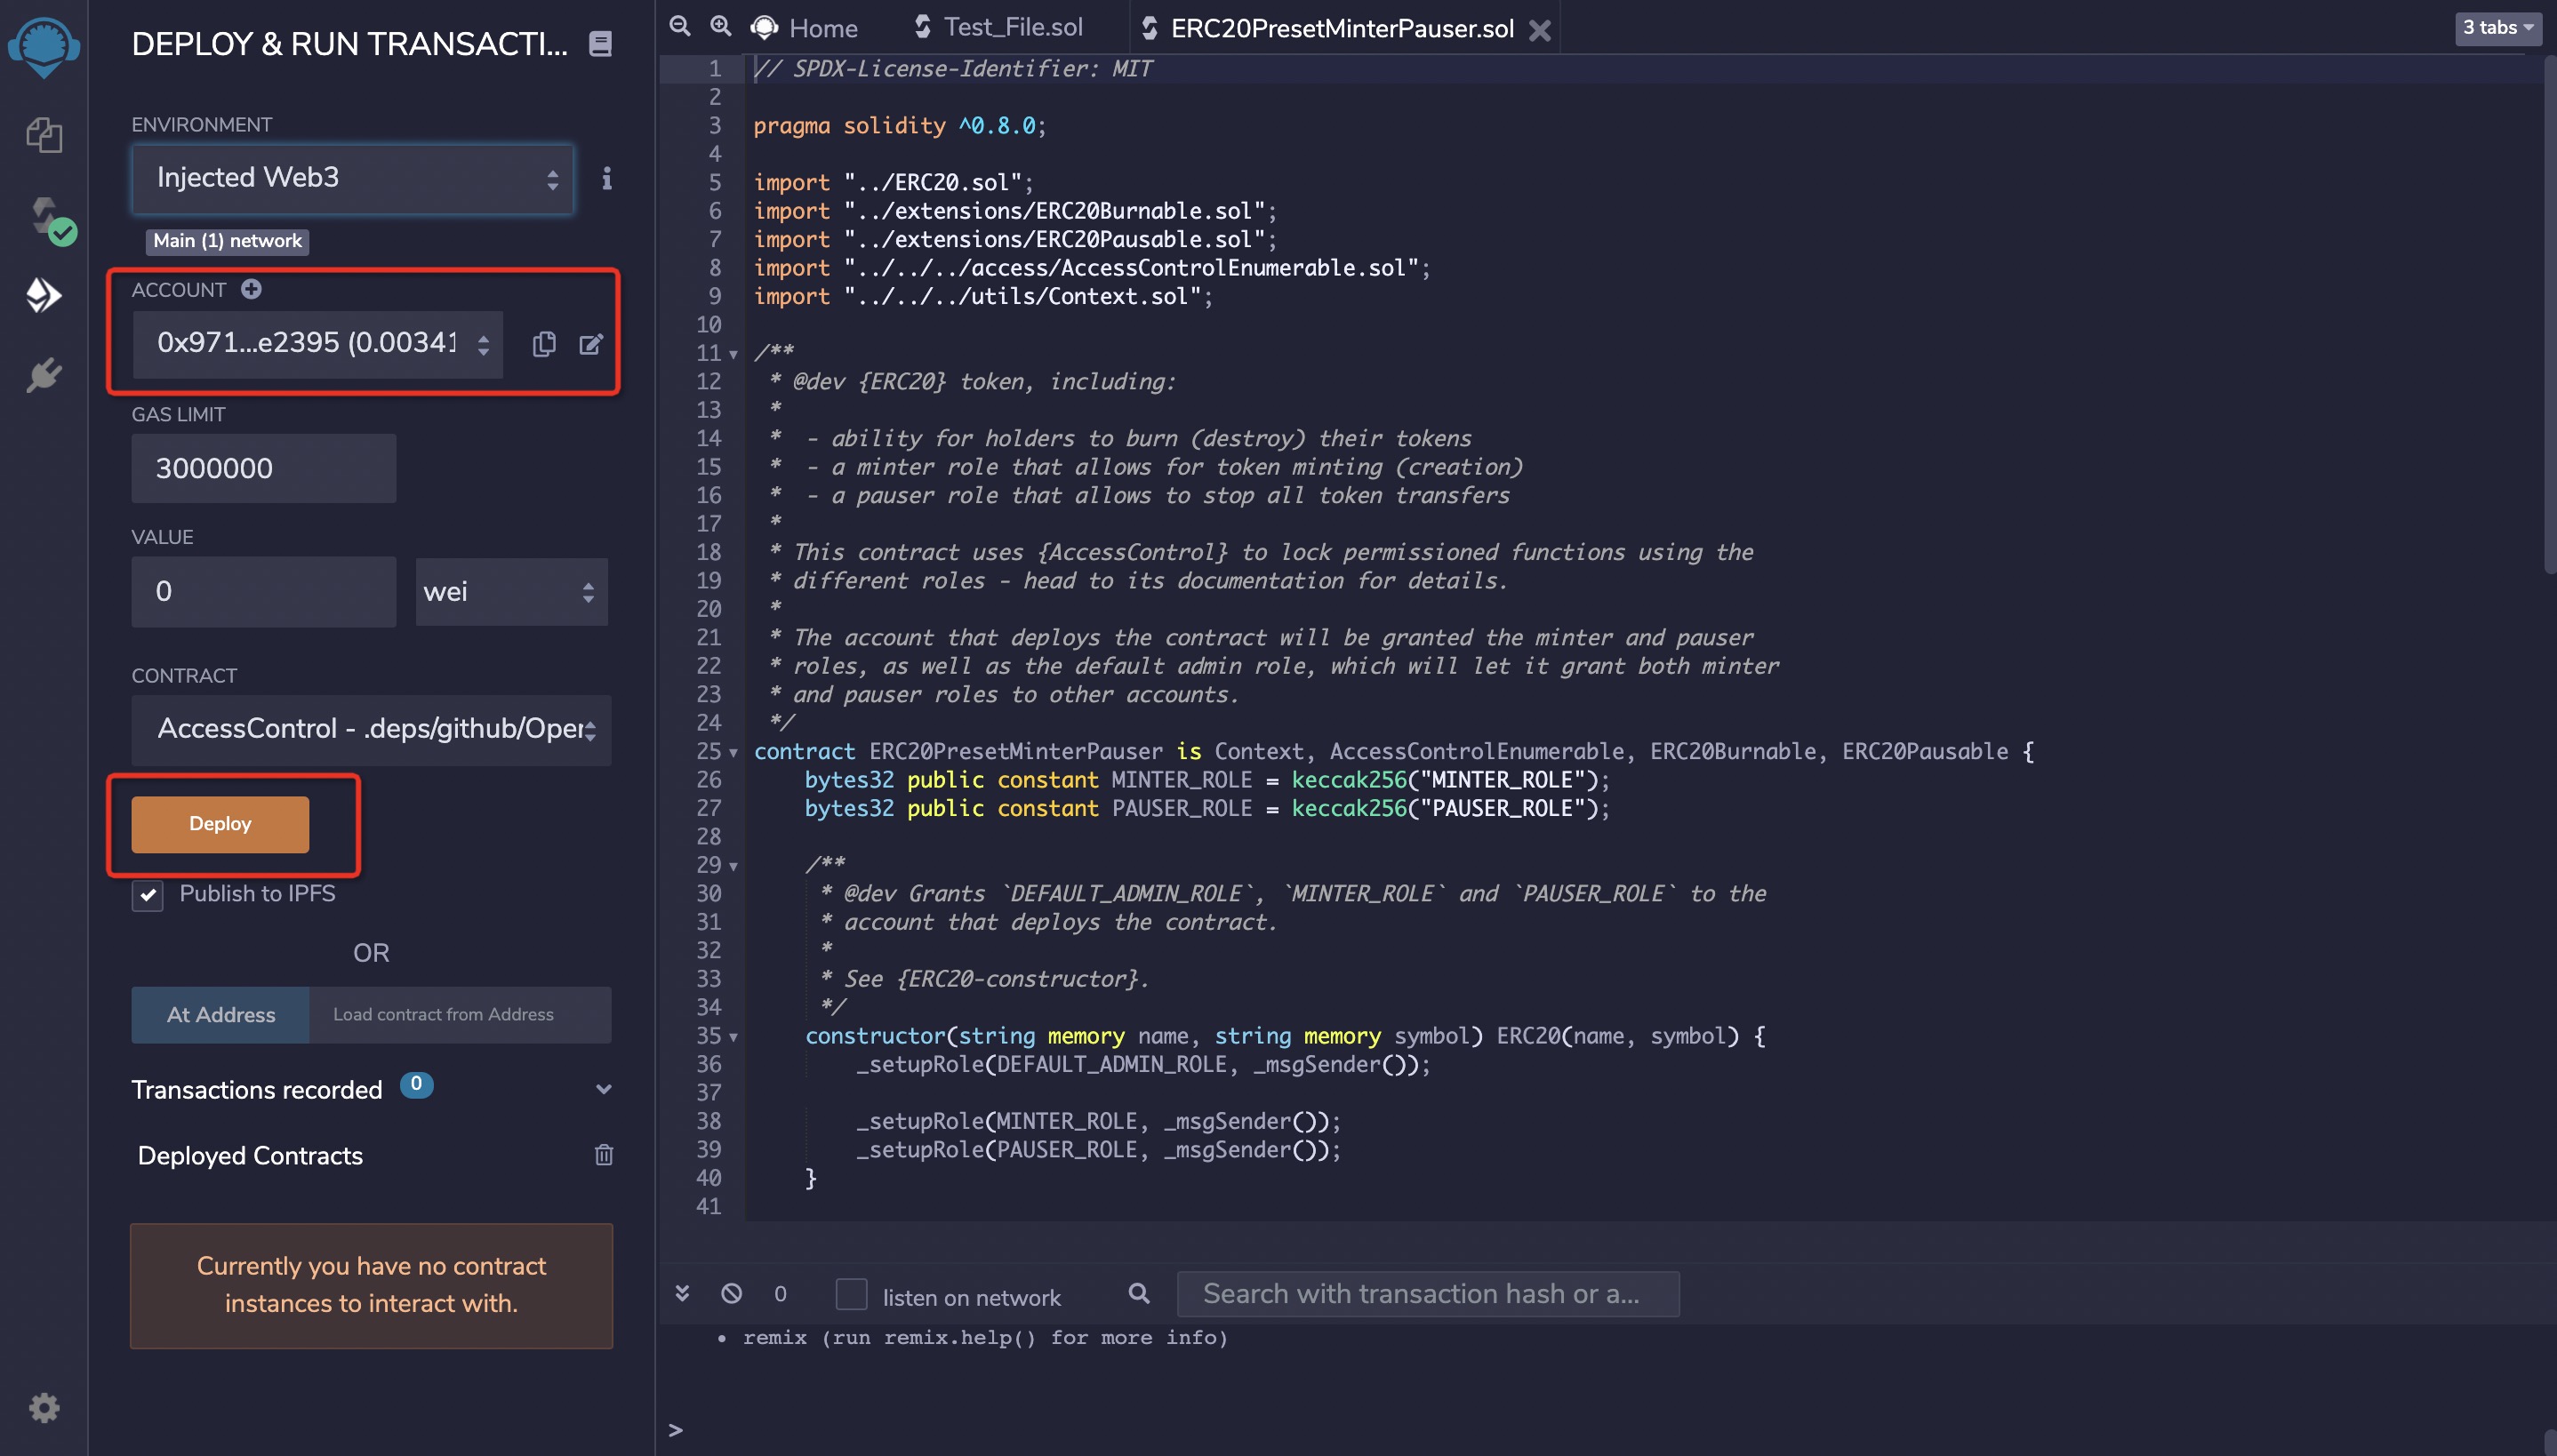 DEPLOY & RUN TRANSACTI...
ENVIRONMENT
Injected Web3
Main (1) network
ACCOUNT
0x971...e2395 (0.00341
GAS LIMIT
3000000
VALUE
0
wei
CONTRACT
AccessControl - .deps/github/Oper
Deploy
Publish to IPFS
OR
At Address
Load contract from Address
Transactions recorded 0
Deployed Contracts
Currently you have no contract
instances to interact with.
Home
Test_File.sol
ERC20PresetMinterPauser.sol
3 tabs
1 // SPDX-License-Identifier: MIT
2
3 pragma solidity ^0.8.0;
4
5 import "../ERC20.sol";
6 import "../extensions/ERC20Burnable.sol";
7 import "../extensions/ERC20Pausable.sol";
8 import "../../../access/AccessControlEnumerable.sol";
9 import "../../../utils/Context.sol";
10
11 /**
12 * @dev {ERC20} token, including:
13 *
14 * - ability for holders to burn (destroy) their tokens
15 * - a minter role that allows for token minting (creation)
16 * - a pauser role that allows to stop all token transfers
17 *
18 * This contract uses {AccessControl} to lock permissioned functions using the
19 * different roles - head to its documentation for details.
20 *
21 * The account that deploys the contract will be granted the minter and pauser
22 * roles, as well as the default admin role, which will let it grant both minter
23 * and pauser roles to other accounts.
24 */
25 contract ERC20PresetMinterPauser is Context, AccessControlEnumerable, ERC20Burnable, ERC20Pausable {
26 bytes32 public constant MINTER_ROLE = keccak256("MINTER_ROLE");
27 bytes32 public constant PAUSER_ROLE = keccak256("PAUSER_ROLE");
28
29 /**
30 * @dev Grants `DEFAULT_ADMIN_ROLE`, `MINTER_ROLE` and `PAUSER_ROLE` to the
31 * account that deploys the contract.
32 *
33 * See {ERC20-constructor}.
34 */
35 constructor(string memory name, string memory symbol) ERC20(name, symbol) {
36 _setupRole(DEFAULT_ADMIN_ROLE, _msgSender());
37
38 _setupRole(MINTER_ROLE, _msgSender());
39 _setupRole(PAUSER_ROLE, _msgSender());
40 }
41
0
listen on network
Search with transaction hash or a...
• remix (run remix.help() for more info)
>